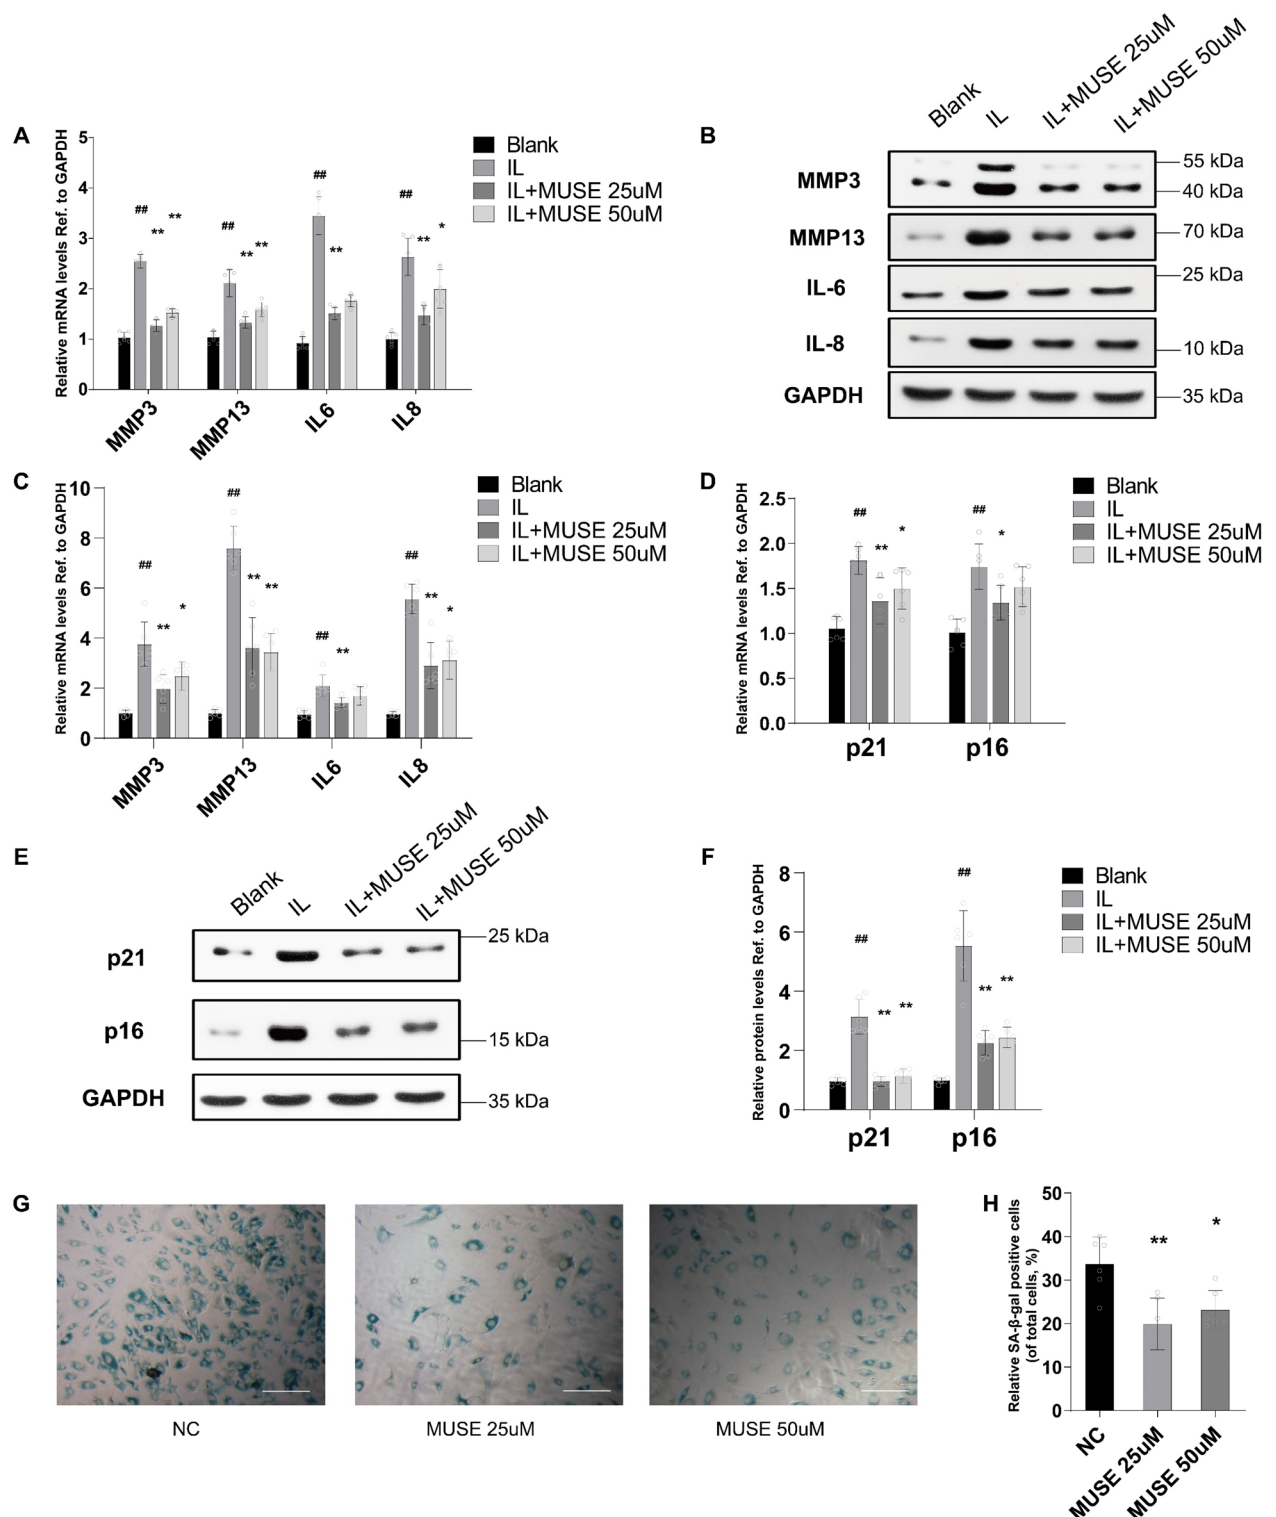 A
Relative mRNA levels Ref. to GAPDH
5
4
3
2
1
0
##
**
**
##
**
**
##
**
##
**
*
MMP3
MMP13
IL6
IL8
Blank
IL
IL+MUSE 25uM
IL+MUSE 50uM
B
Blank
IL
IL+MUSE 25uM
IL+MUSE 50uM
MMP3
55 kDa
40 kDa
MMP13
70 kDa
IL-6
25 kDa
IL-8
10 kDa
GAPDH
35 kDa
C
Relative mRNA levels Ref. to GAPDH
10
8
6
4
2
0
##
**
*
##
**
**
##
**
##
**
*
MMP3
MMP13
IL6
IL8
Blank
IL
IL+MUSE 25uM
IL+MUSE 50uM
D
Relative mRNA levels Ref. to GAPDH
2.5
2.0
1.5
1.0
0.5
0.0
##
**
*
##
*
p21
p16
Blank
IL
IL+MUSE 25uM
IL+MUSE 50uM
E
Blank
IL
IL+MUSE 25uM
IL+MUSE 50uM
p21
25 kDa
p16
15 kDa
GAPDH
35 kDa
F
Relative protein levels Ref. to GAPDH
8
6
4
2
0
##
**
**
##
**
**
p21
p16
Blank
IL
IL+MUSE 25uM
IL+MUSE 50uM
G
NC
MUSE 25uM
MUSE 50uM
H
Relative SA-β-gal positive cells
(of total cells, %)
50
40
30
20
10
0
**
*
NC
MUSE 25uM
MUSE 50uM